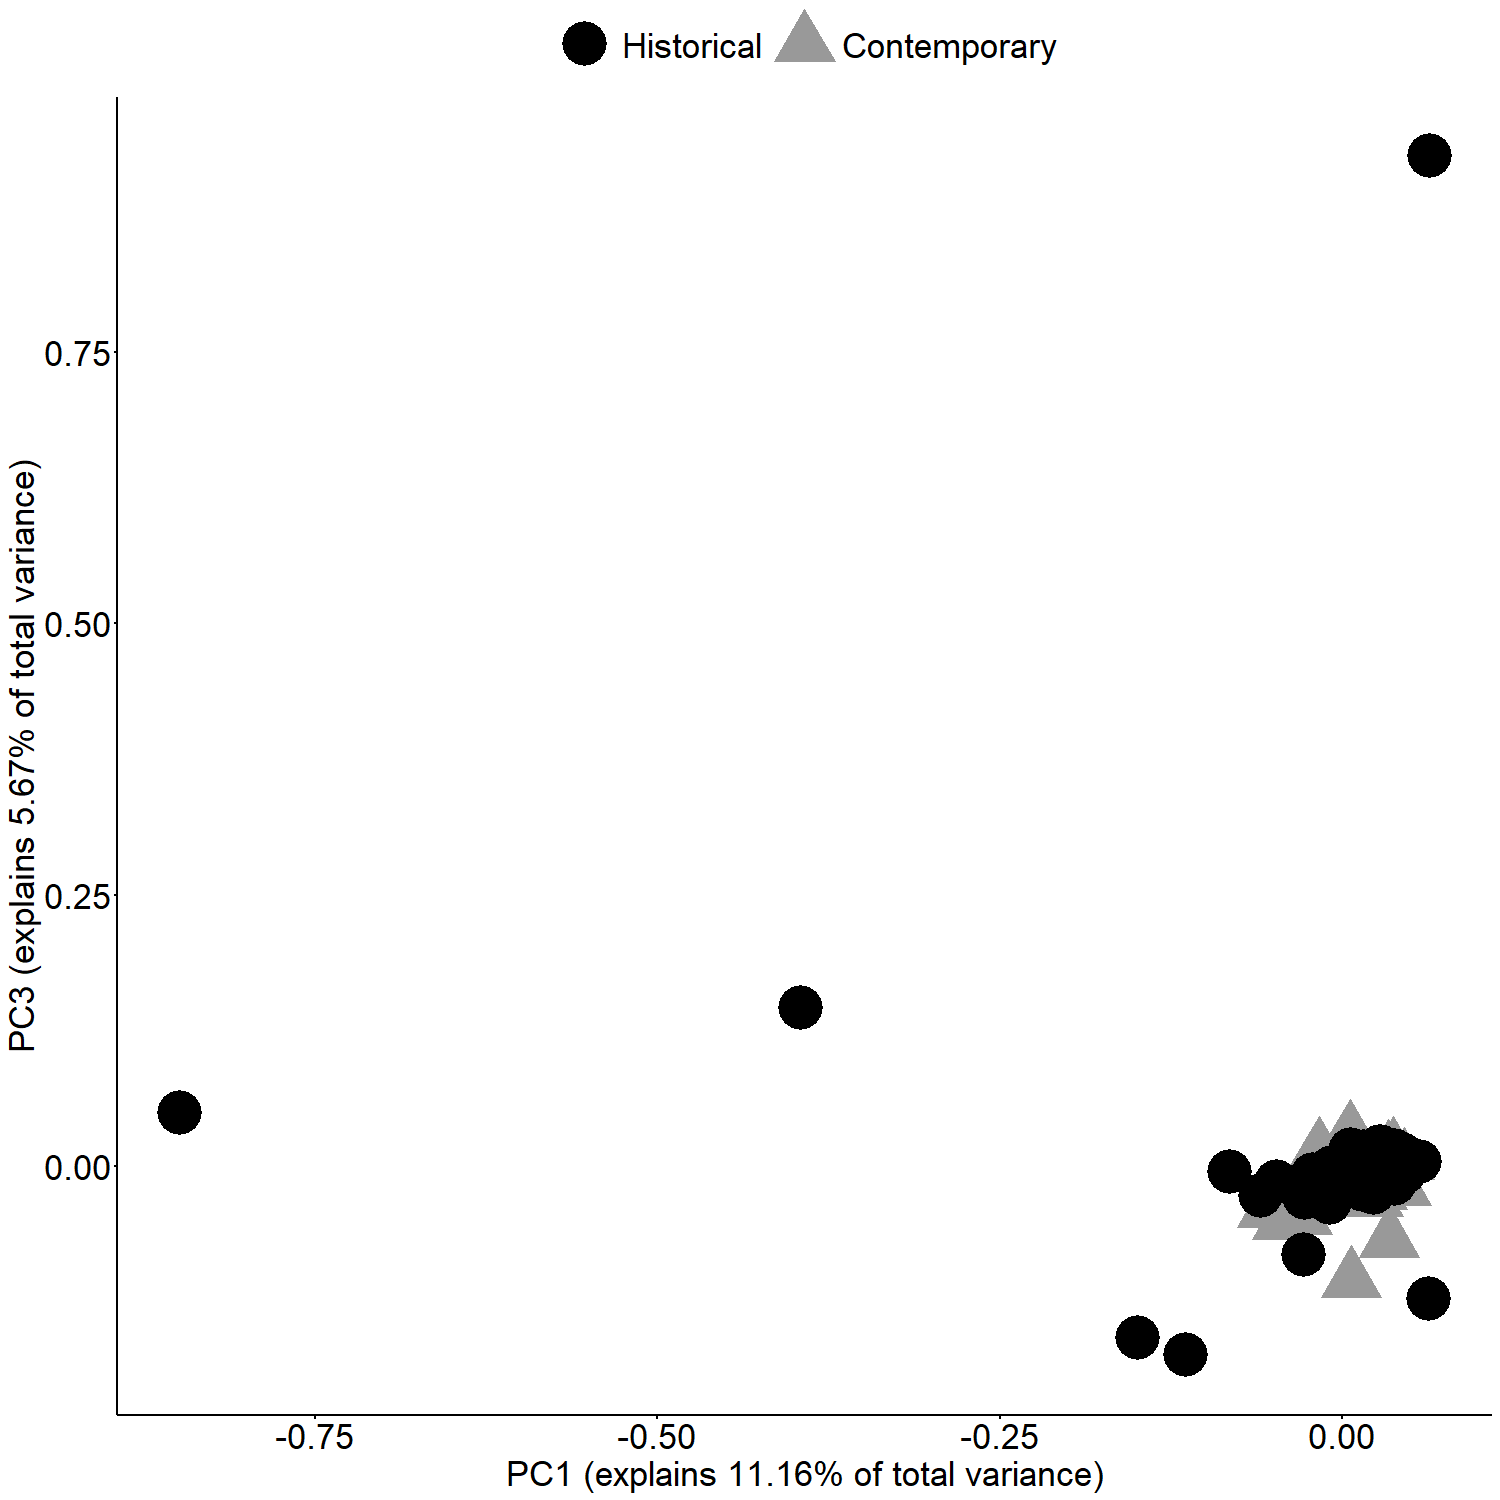 Historical Contemporary
PC3 (explains 5.67% of total variance)
0.75
0.50
0.25
0.00
-0.75 -0.50 -0.25 0.00
PC1 (explains 11.16% of total variance)